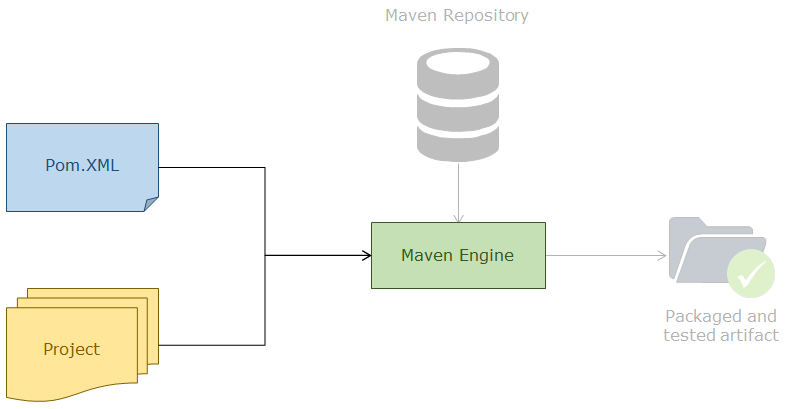 Maven Repository
Pom.XML
Maven Engine
Project
Packaged and
tested artifact